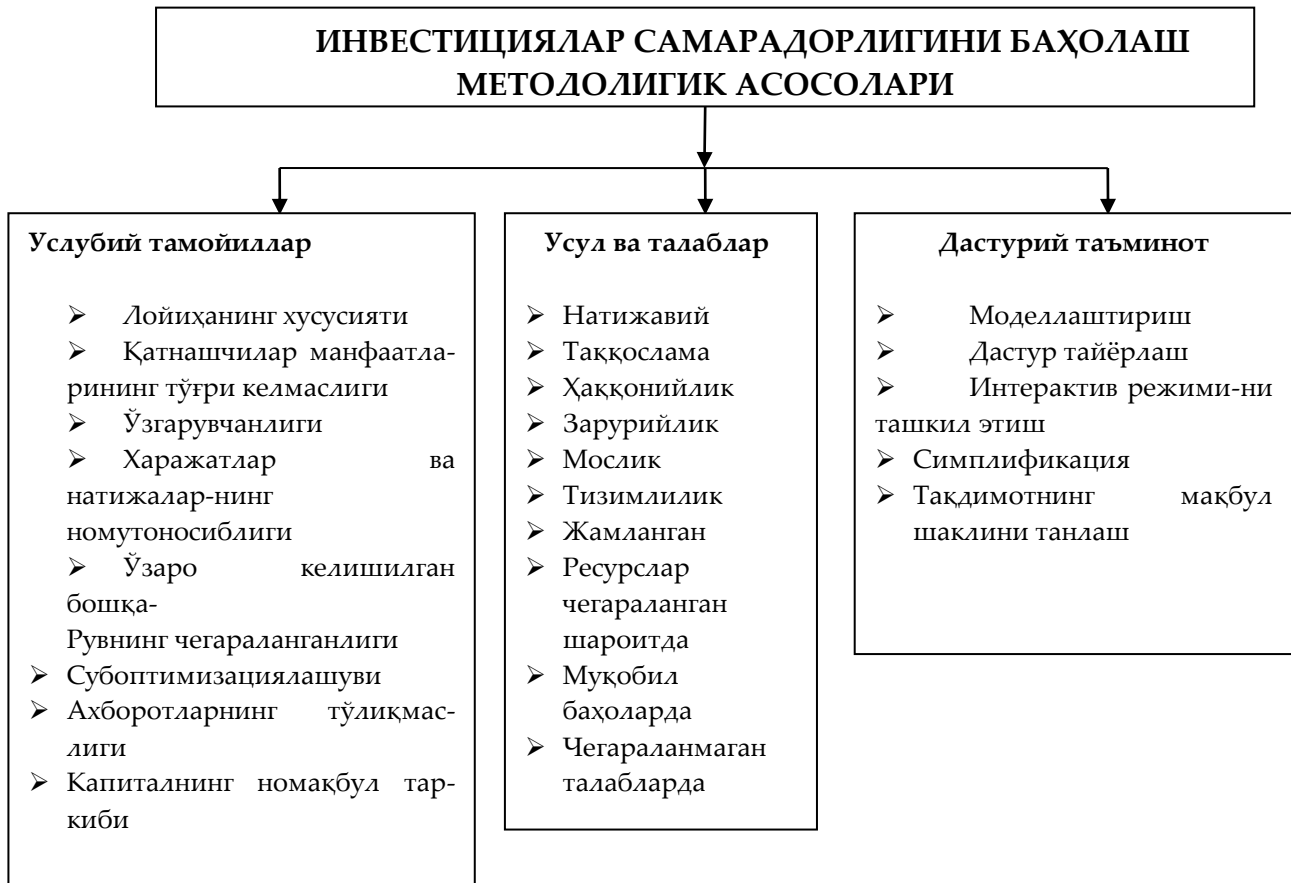 ИНВЕСТИЦИЯЛАР САМАРАДОРЛИГИНИ БАҲОЛАШ
МЕТОДОЛИГИК АСОСОЛАРИ
Услубий тамойиллар
➢ Лойиҳанинг хусусияти
➢ Қатнашчилар манфаатла-
рининг тўғри келмаслиги
➢ Ўзгарувчанлиги
➢ Харажатлар ва
натижалар-нинг
номутоносиблиги
➢ Ўзаро келишилган
бошқа-
Рувнинг чегараланганлиги
➢ Субоптимизациялашуви
➢ Ахборотларнинг тўлиқмас-
лиги
➢ Капиталнинг номақбул тар-
киби
Усул ва талаблар
➢ Натижавий
➢ Таққослама
➢ Ҳаққонийлик
➢ Зарурийлик
➢ Мослик
➢ Тизимлилик
➢ Жамланган
➢ Ресурслар
чегараланган
шароитда
➢ Муқобил
баҳоларда
➢ Чегараланмаган
талабларда
Дастурий таъминот
➢ Моделлаштириш
➢ Дастур тайёрлаш
➢ Интерактив режими-ни
ташкил этиш
➢ Симплификация
➢ Тақдимотнинг мақбул
шаклини танлаш